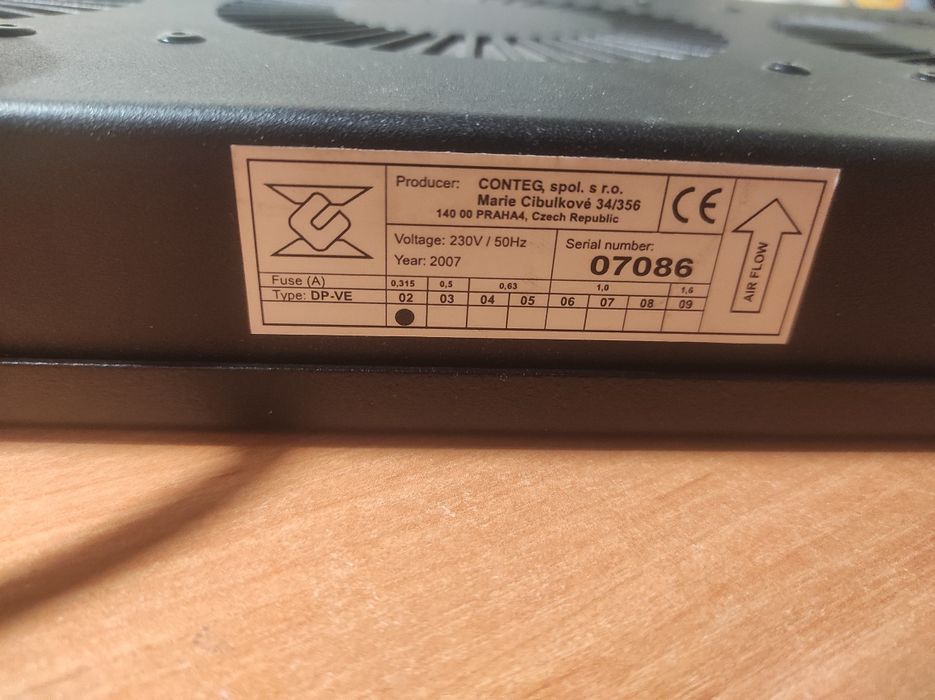 Producer: CONTEG, spol. s r.o.
Marie Cibulkové 34/356
140 00 PRAHA4, Czech Republic
CE
Voltage: 230V / 50Hz
Year: 2007
Serial number:
07086
Fuse (A) 0,315 0,5 0,63 1,0 1,6
Type: DP-VE 02 03 04 05 06 07 08 09
AIR FLOW